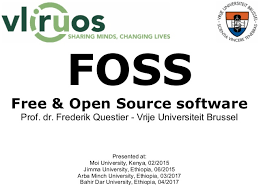 vliruos
SHARING MINDS, CHANGING LIVES
FOSS
Free & Open Source software
Prof. dr. Frederik Questier - Vrije Universiteit Brussel
Presented at:
Moi University, Kenya, 02/2015
Jimma University, Ethiopia, 06/2015
Arba Minch University, Ethiopia, 03/2017
Bahir Dar University, Ethiopia, 04/2017